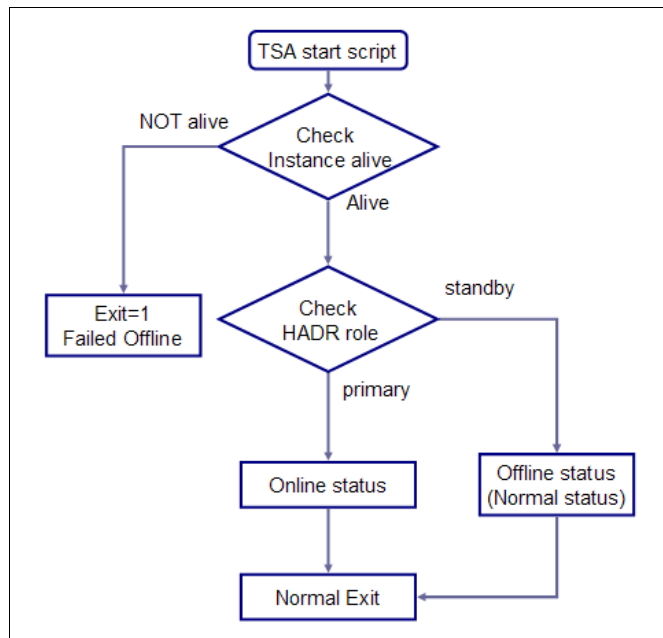 TSA start script
NOT alive
Check
Instance alive
Alive
Exit=1
Failed Offline
Check
HADR role
standby
primary
Online status
Offline status
(Normal status)
Normal Exit